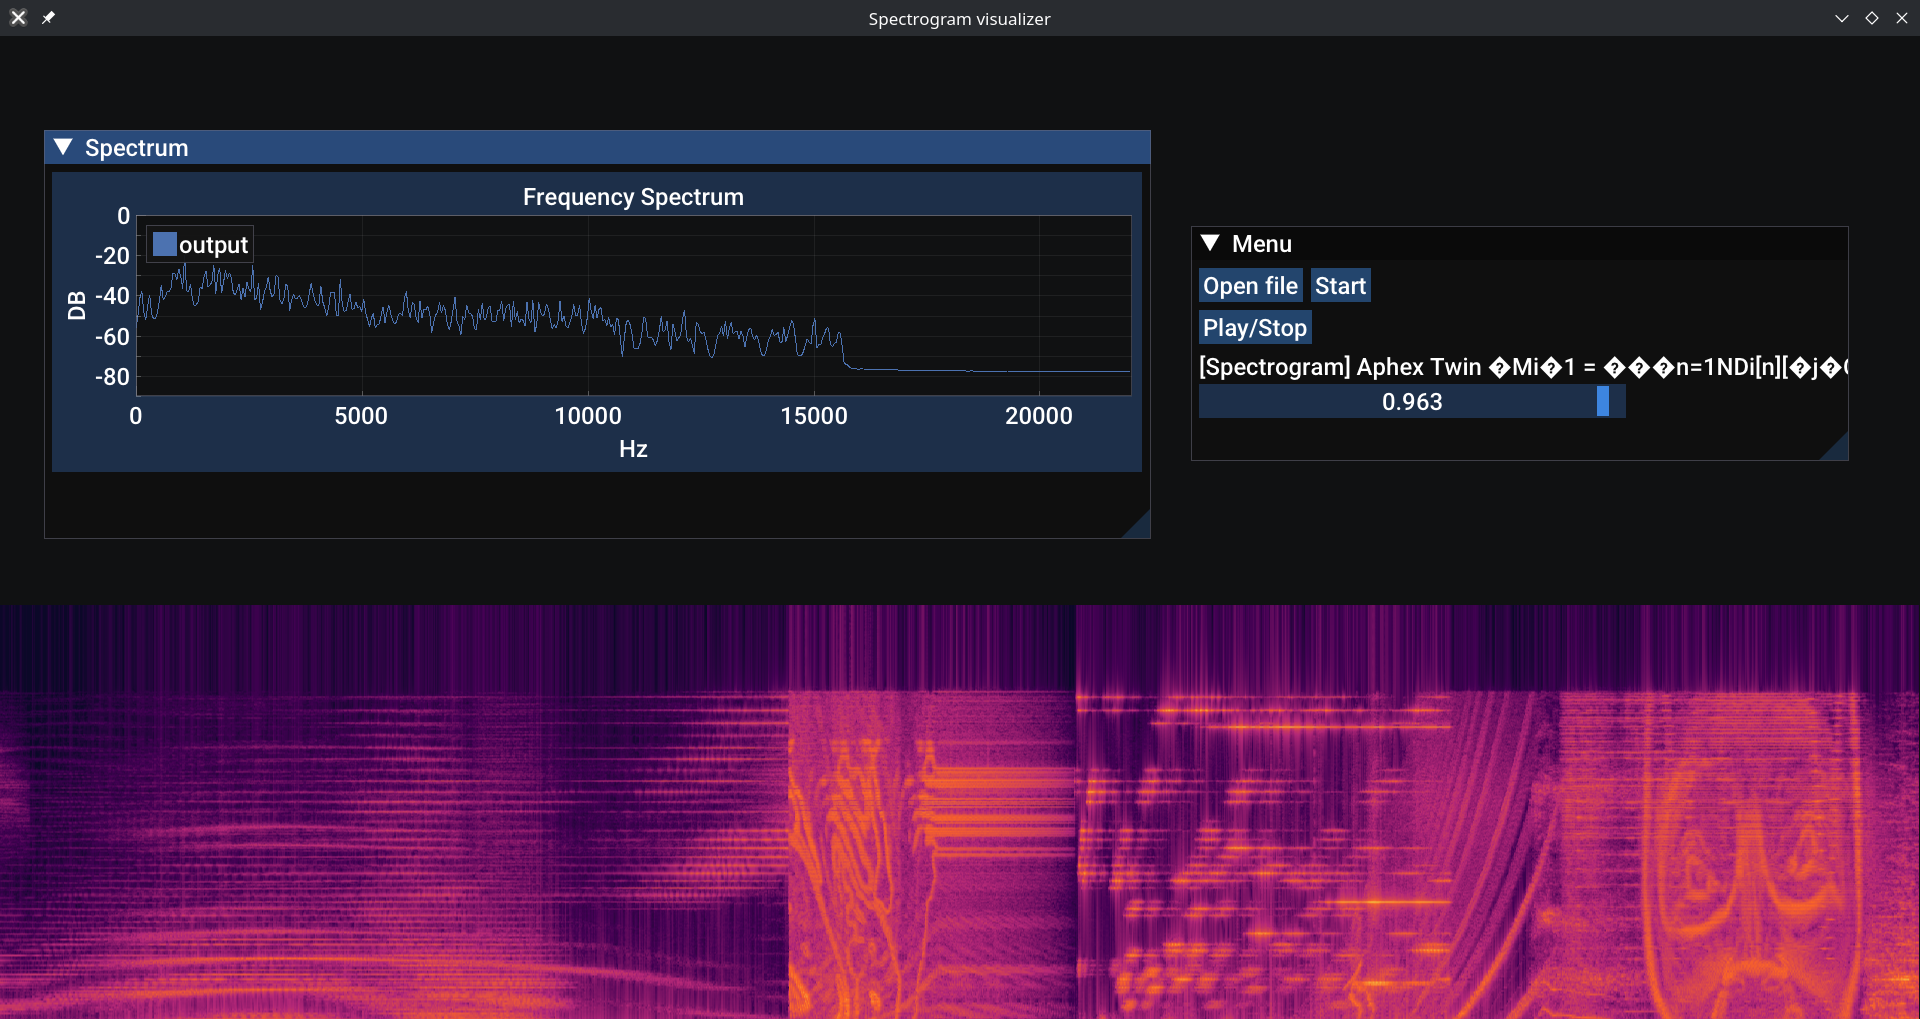 Spectrogram visualizer
Spectrum
Frequency Spectrum
0
-20
-40
-60
-80
DB
output
0 5000 10000 15000 20000
Hz
Menu
Open file Start
Play/Stop
[Spectrogram] Aphex Twin �Mi�1 = ���n=1NDi[n][�j�
0.963